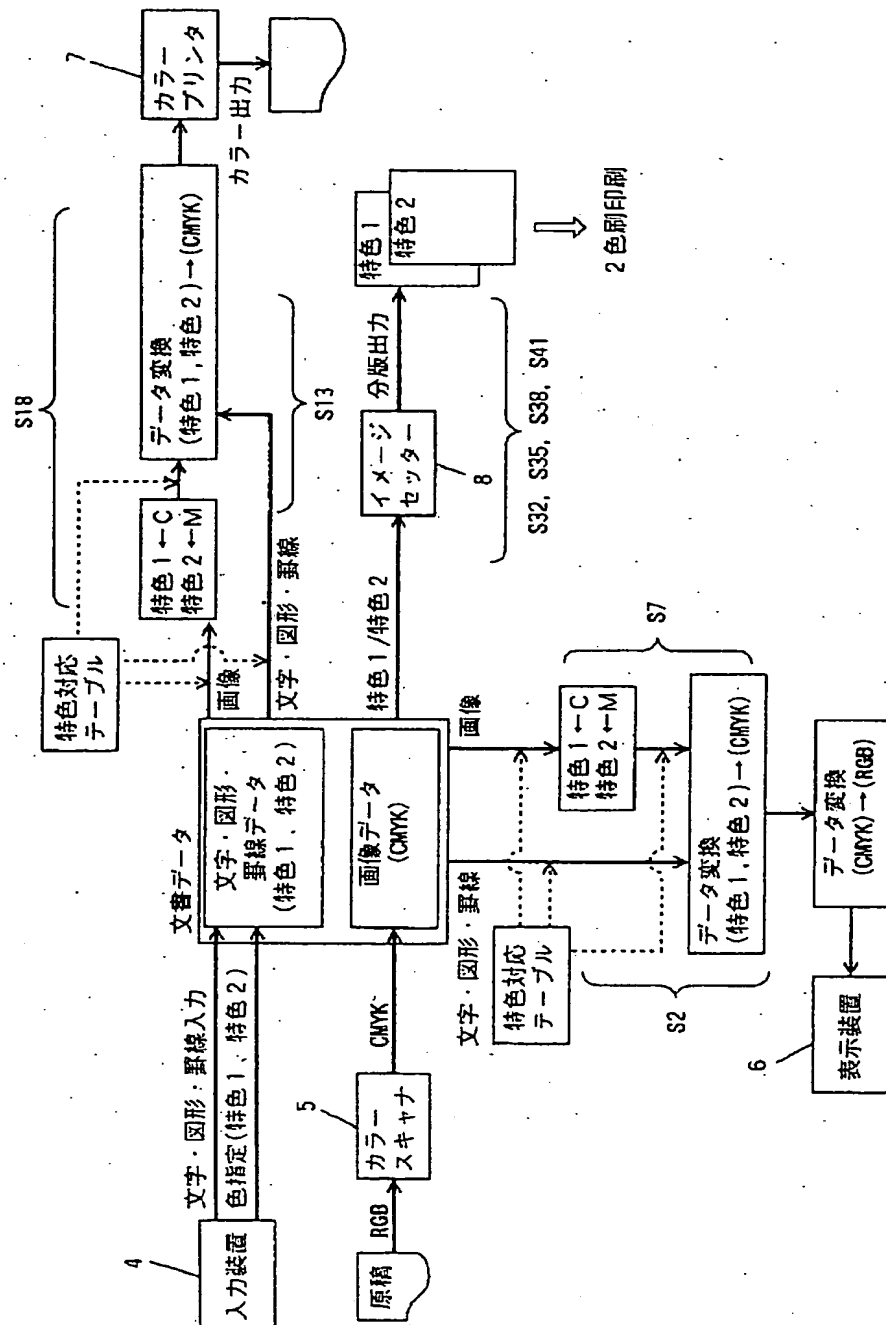 4
入力装置
文字・図形・罫線入力
色指定(特色1、特色2)
原稿
RGB
5
カラー
スキャナ
CMYK
文書データ
文字・図形・
罫線データ
(特色1、特色2)
画像データ
(CMYK)
特色対応
テーブル
画像
文字・図形・罫線
S18
特色1←C
特色2←M
データ変換
(特色1,特色2)→(CMYK)
S13
7
カラー
プリンタ
カラー出力
特色1/特色2
イメージ
セッター
8
分版出力
S32, S35, S38, S41
特色1
特色2
2色刷印刷
文字・図形・罫線
画像
特色対応
テーブル
特色1←C
特色2←M
S7
データ変換
(特色1,特色2)→(CMYK)
S2
データ変換
(CMYK)→(RGB)
6
表示装置